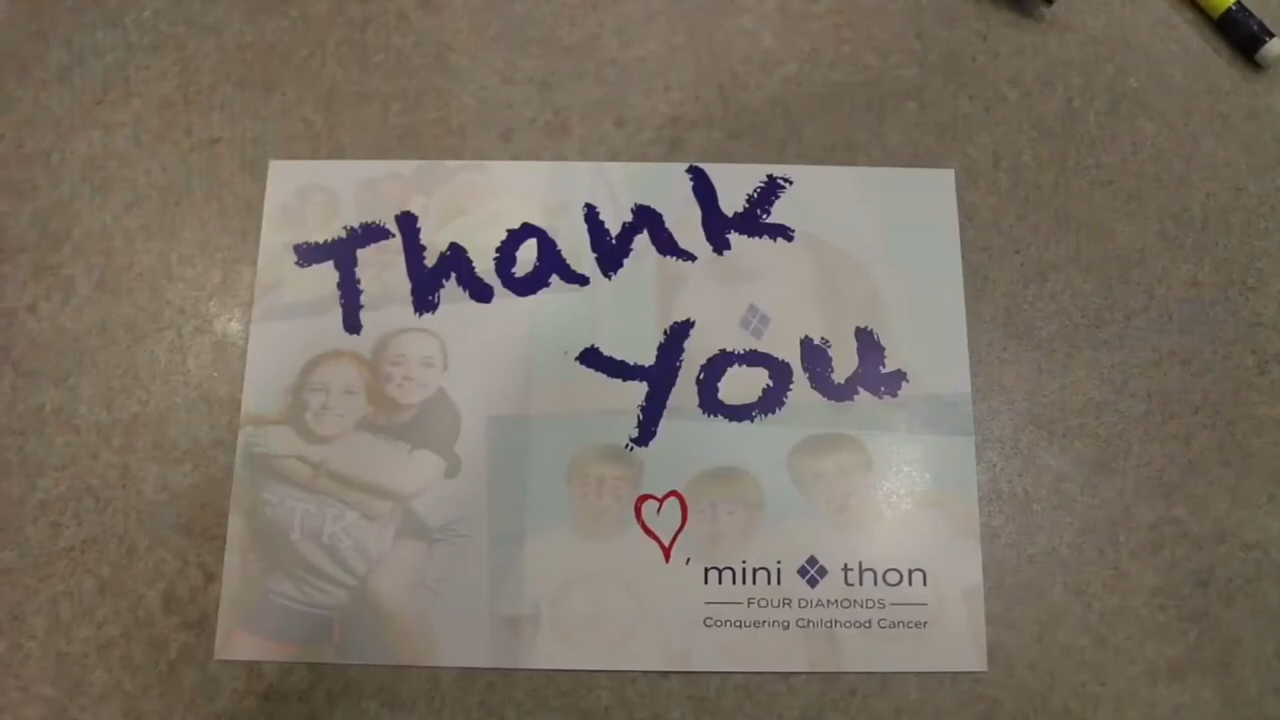 Thank
You
, mini thon
FOUR DIAMONDS
Conquering Childhood Cancer